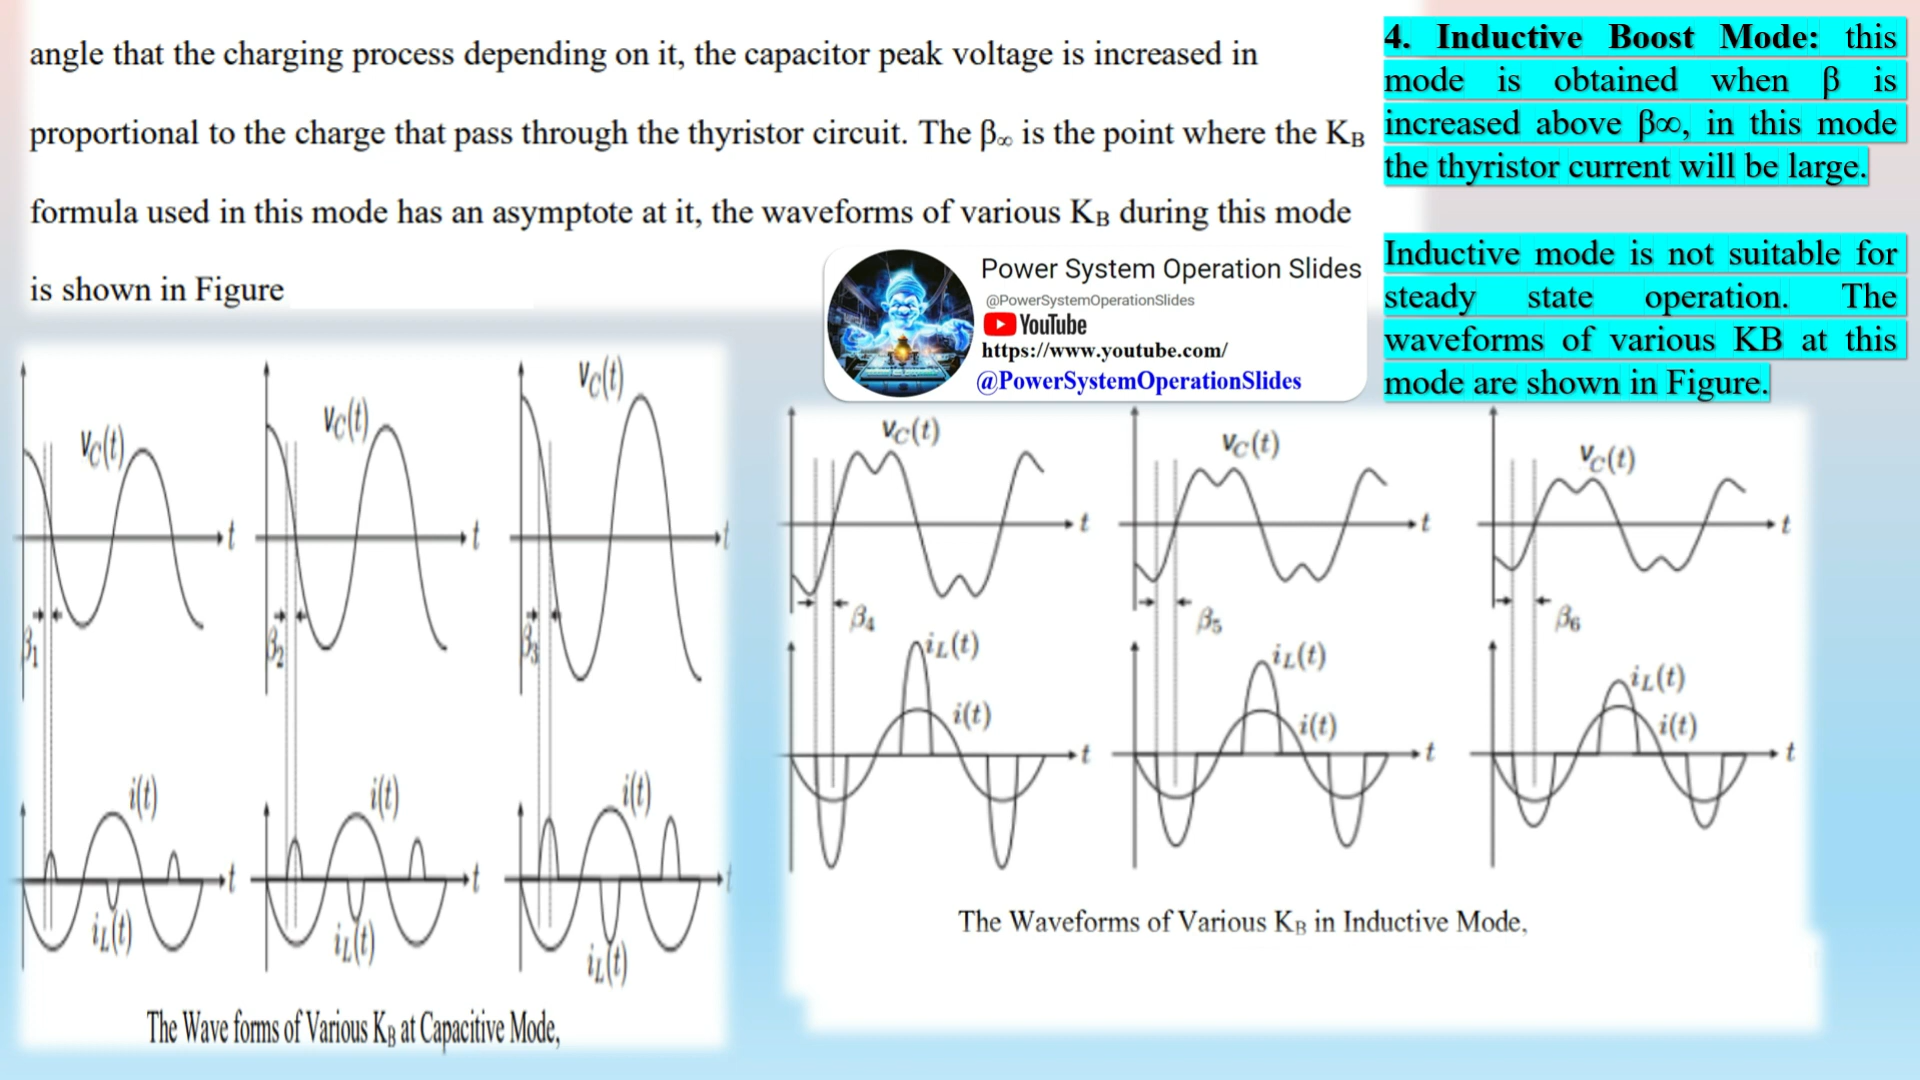 angle that the charging process depending on it, the capacitor peak voltage is increased in
proportional to the charge that pass through the thyristor circuit. The β∞ is the point where the KB
formula used in this mode has an asymptote at it, the waveforms of various KB during this mode
is shown in Figure
4. Inductive Boost Mode: this
mode is obtained when β is
increased above β∞, in this mode
the thyristor current will be large.
Inductive mode is not suitable for
steady state operation. The
waveforms of various KB at this
mode are shown in Figure.
Power System Operation Slides
@PowerSystemOperationSlides
YouTube
https://www.youtube.com/
@PowerSystemOperationSlides
vC(t)
t
β1
i(t)
t
iL(t)
vC(t)
t
β2
i(t)
t
iL(t)
vC(t)
t
β3
i(t)
t
iL(t)
The Wave forms of Various KB at Capacitive Mode,
vC(t)
t
β4
iL(t)
i(t)
t
vC(t)
t
β5
iL(t)
i(t)
t
vC(t)
t
β6
iL(t)
i(t)
t
The Waveforms of Various KB in Inductive Mode,